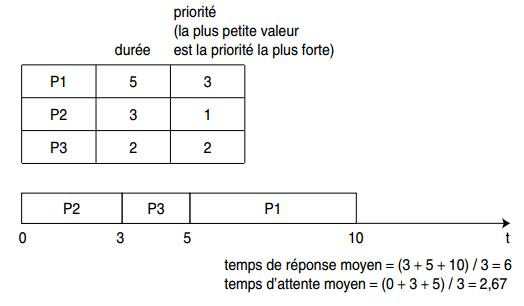 priorité
(la plus petite valeur
durée est la priorité la plus forte)
P1 5 3
P2 3 1
P3 2 2
P2 P3 P1
0 3 5 10 t
temps de réponse moyen = (3 + 5 + 10) / 3 = 6
temps d'attente moyen = (0 + 3 + 5) / 3 = 2,67